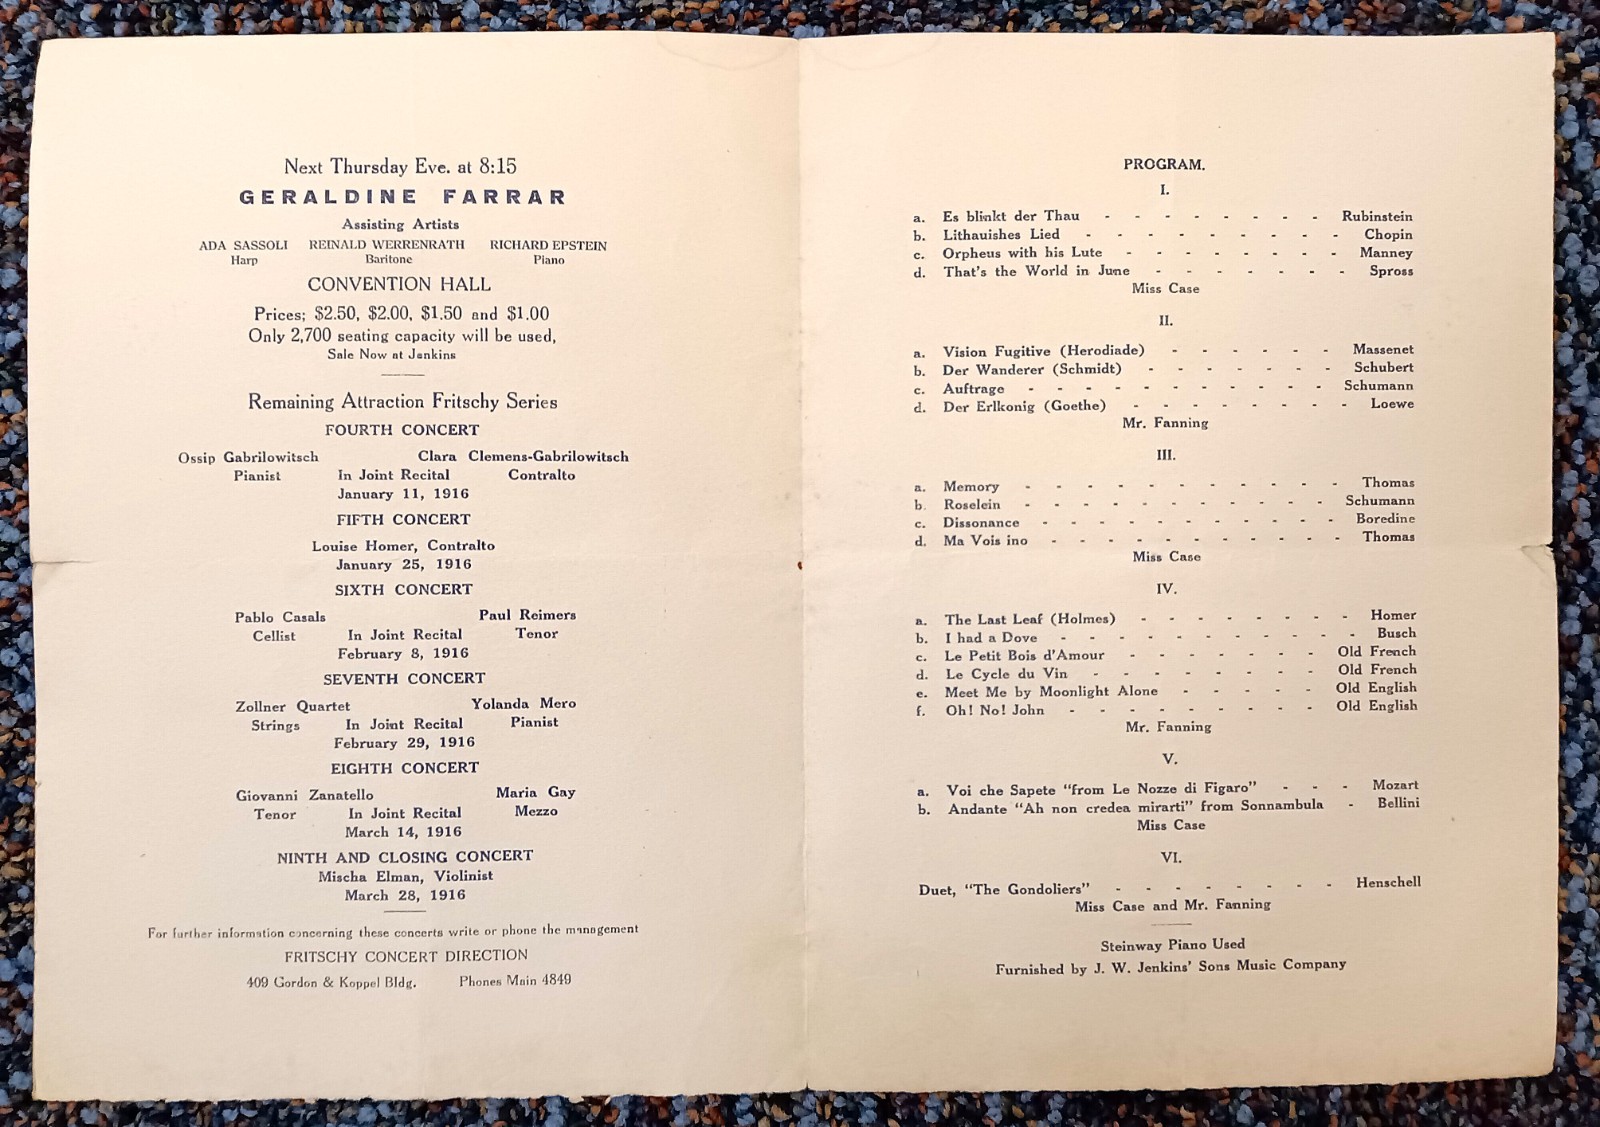 Next Thursday Eve. at 8:15
GERALDINE FARRAR
Assisting Artists
ADA SASSOLI REINALD WERRENRATH RICHARD EPSTEIN
Harp Baritone Piano
CONVENTION HALL
Prices; $2.50, $2.00, $1.50 and $1.00
Only 2,700 seating capacity will be used,
Sale Now at Jenkins
Remaining Attraction Fritschy Series
FOURTH CONCERT
Ossip Gabrilowitsch Clara Clemens-Gabrilowitsch
Pianist In Joint Recital Contralto
January 11, 1916
FIFTH CONCERT
Louise Homer, Contralto
January 25, 1916
SIXTH CONCERT
Pablo Casals Paul Reimers
Cellist In Joint Recital Tenor
February 8, 1916
SEVENTH CONCERT
Zollner Quartet Yolanda Mero
Strings In Joint Recital Pianist
February 29, 1916
EIGHTH CONCERT
Giovanni Zanatello Maria Gay
Tenor In Joint Recital Mezzo
March 14, 1916
NINTH AND CLOSING CONCERT
Mischa Elman, Violinist
March 28, 1916
For further information concerning these concerts write or phone the management
FRITSCHY CONCERT DIRECTION
409 Gordon & Koppel Bldg. Phones Main 4849
PROGRAM.
I.
a. Es blinkt der Thau - - - - - - - - Rubinstein
b. Lithauishes Lied - - - - - - - - - Chopin
c. Orpheus with his Lute - - - - - - - Manney
d. That's the World in June - - - - - - Spross
Miss Case
II.
a. Vision Fugitive (Herodiade) - - - - - - Massenet
b. Der Wanderer (Schmidt) - - - - - - - Schubert
c. Auftrage - - - - - - - - - - - Schumann
d. Der Erlkonig (Goethe) - - - - - - - - Loewe
Mr. Fanning
III.
a. Memory - - - - - - - - - - - Thomas
b. Roselein - - - - - - - - - - Schumann
c. Dissonance - - - - - - - - - - - Boredine
d. Ma Vois ino - - - - - - - - - - - Thomas
Miss Case
IV.
a. The Last Leaf (Holmes) - - - - - - - - Homer
b. I had a Dove - - - - - - - - - - - Busch
c. Le Petit Bois d'Amour - - - - - - - Old French
d. Le Cycle du Vin - - - - - - - - Old French
e. Meet Me by Moonlight Alone - - - - - Old English
f. Oh! No! John - - - - - - - - - Old English
Mr. Fanning
V.
a. Voi che Sapete "from Le Nozze di Figaro" - - - Mozart
b. Andante "Ah non credea mirarti" from Sonnambula - Bellini
Miss Case
VI.
Duet, "The Gondoliers" - - - - - - - - Henschell
Miss Case and Mr. Fanning
Steinway Piano Used
Furnished by J. W. Jenkins' Sons Music Company